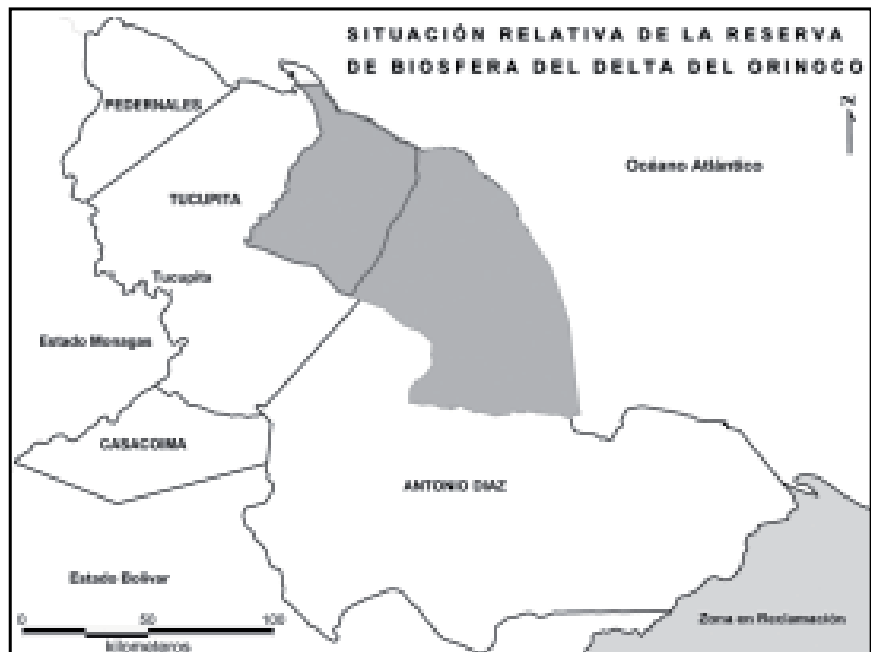 SITUACIÓN RELATIVA DE LA RESERVA
DE BIOSFERA DEL DELTA DEL ORINOCO
PEDERNALES
N
Océano Atlántico
TUCUPITA
Tucupita
Estado Monagas
CASACOIMA
ANTONIO DIAZ
Estado Bolívar
0 50 100
kilometeros
Zona en Reclamación